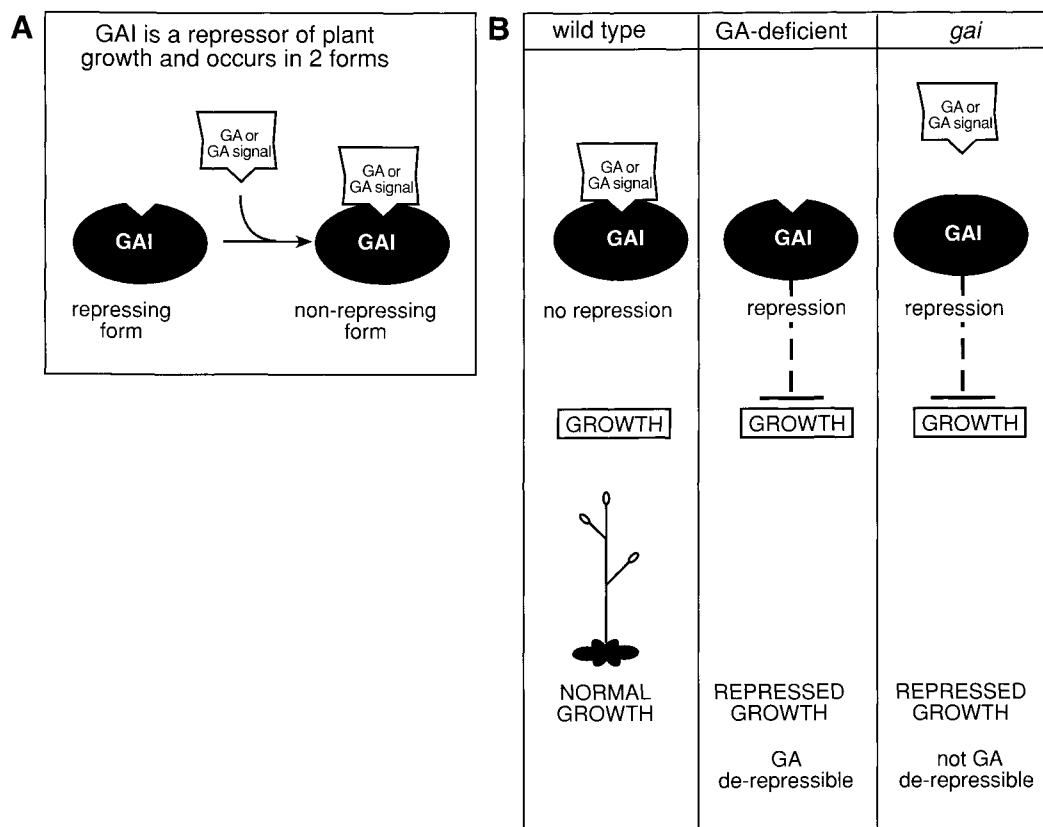 A
GAI is a repressor of plant
growth and occurs in 2 forms
GA or
GA signal
GA or
GA signal
GAI
GAI
repressing
form
non-repressing
form
B
wild type
GA-deficient
gai
GA or
GA signal
GA or
GA signal
GAI
GAI
GAI
no repression
repression
repression
GROWTH
GROWTH
GROWTH
NORMAL
GROWTH
REPRESSED
GROWTH
REPRESSED
GROWTH
GA
de-repressible
not GA
de-repressible